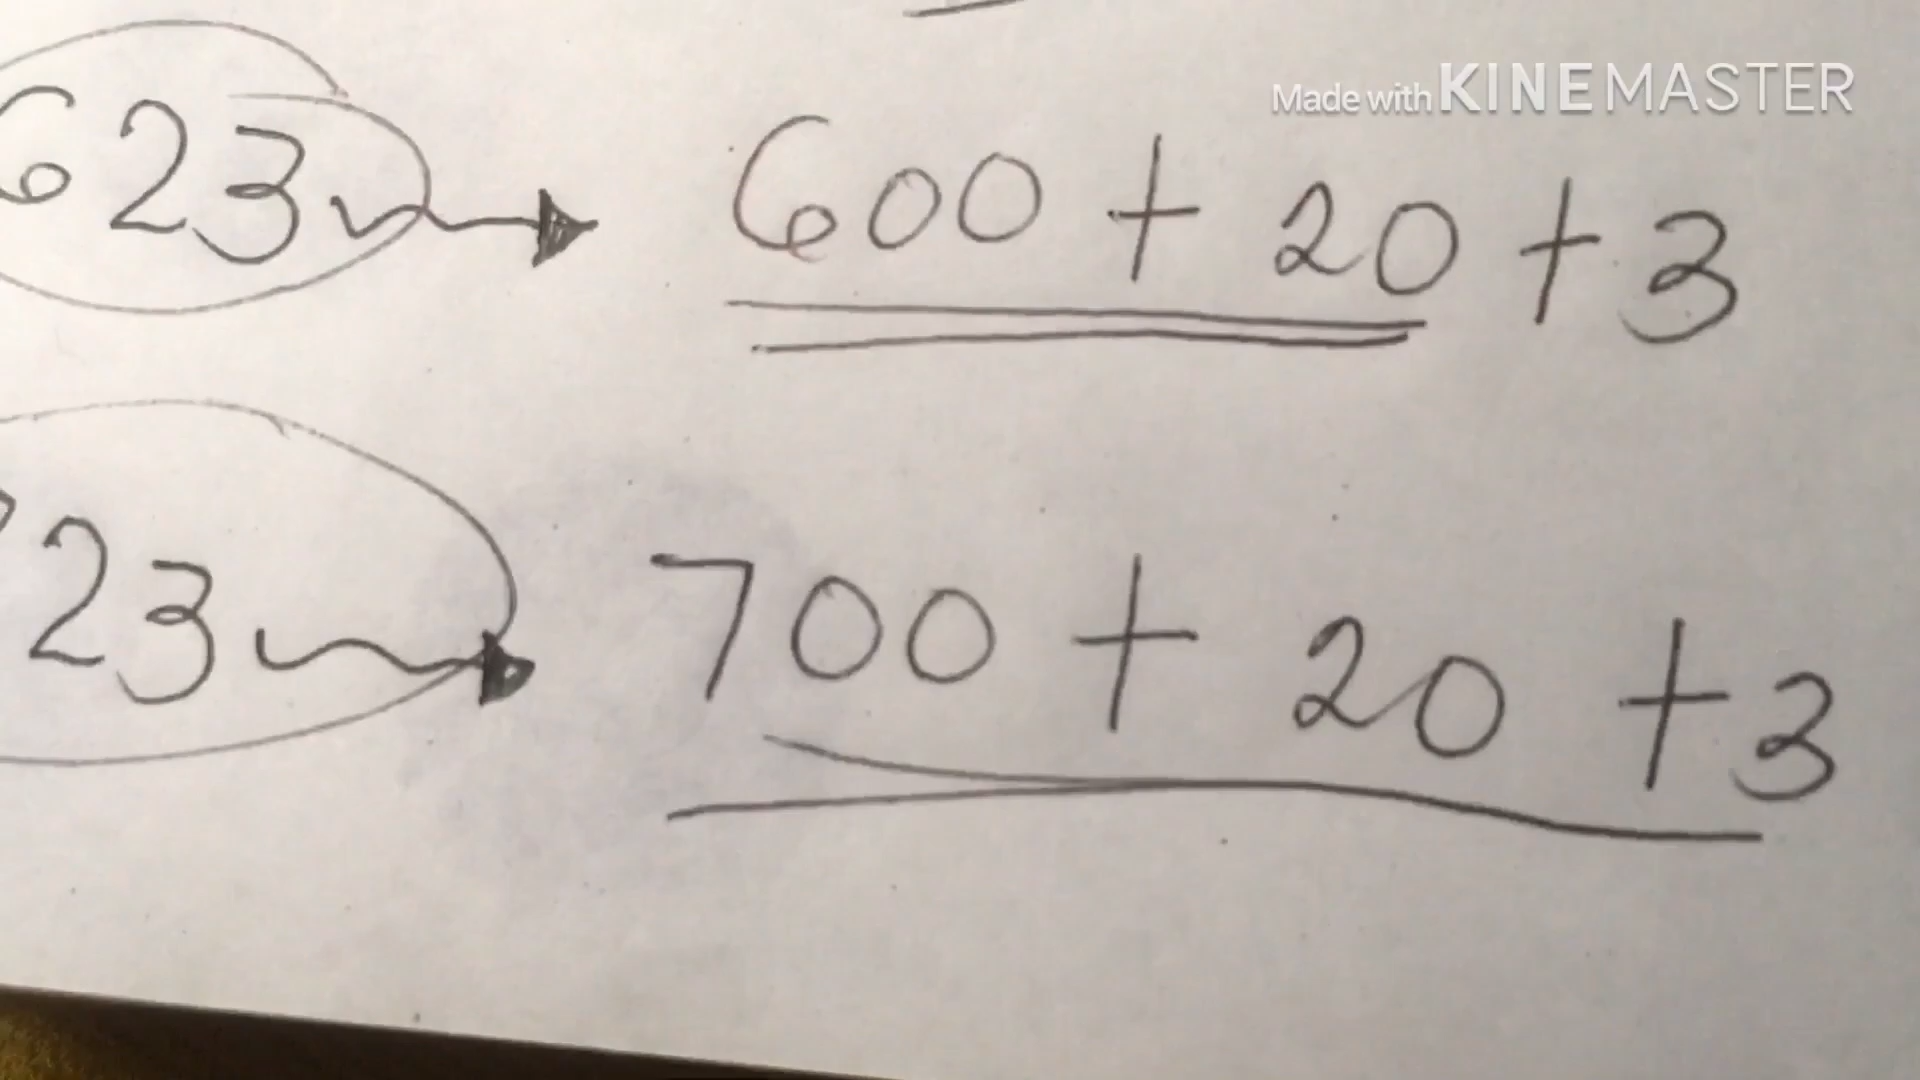 Made with KINEMASTER
623 → 600 + 20 + 3
23 → 700 + 20 + 3